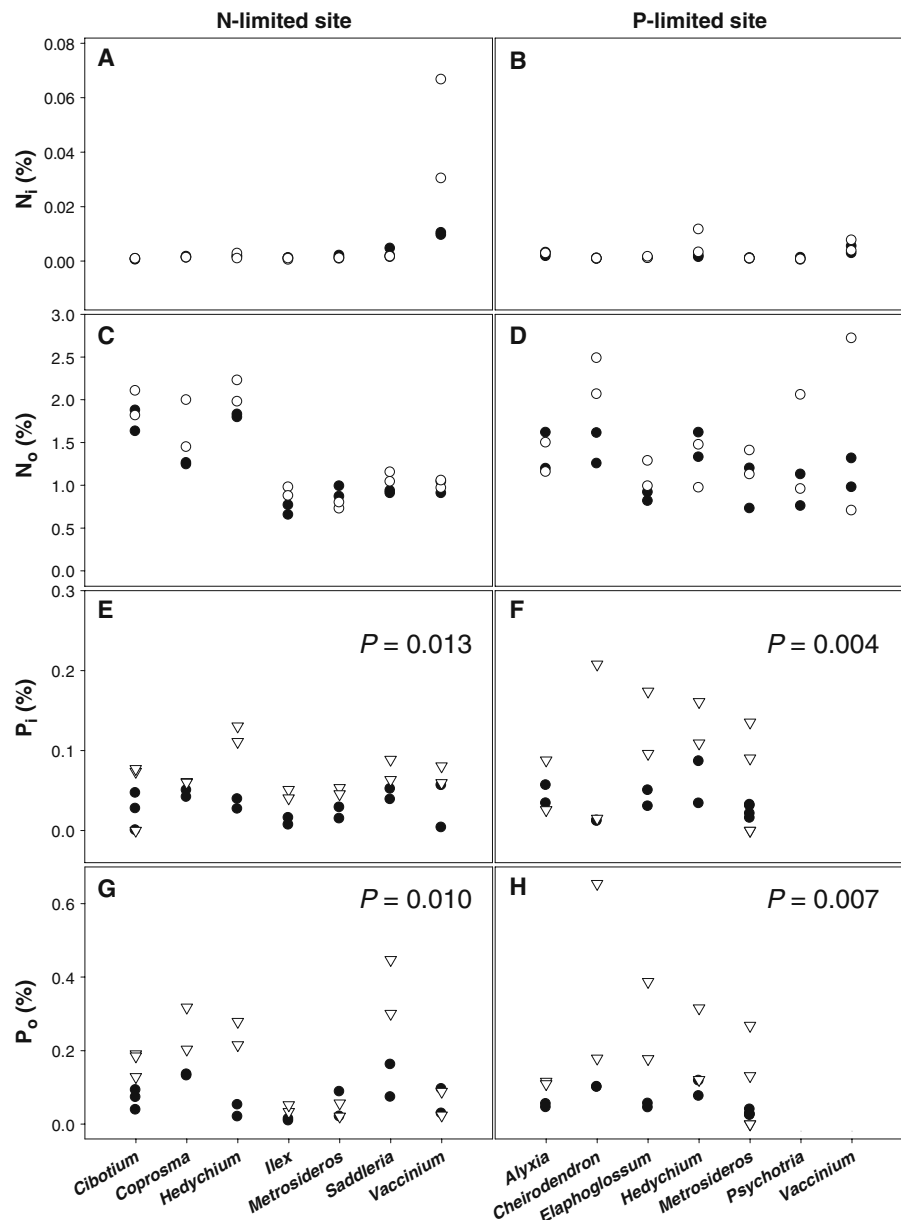 N-limited site
P-limited site
A
B
0.08
0.06
0.04
0.02
0.00
Ni (%)
C
D
3.0
2.5
2.0
1.5
1.0
0.5
0.0
No (%)
E
F
P = 0.013
P = 0.004
0.3
0.2
0.1
0.0
Pi (%)
G
H
P = 0.010
P = 0.007
0.6
0.4
0.2
0.0
Po (%)
Cibotium
Coprosma
Hedychium
Ilex
Metrosideros
Saddleria
Vaccinium
Alyxia
Cheirodendron
Elaphoglossum
Hedychium
Metrosideros
Psychotria
Vaccinium